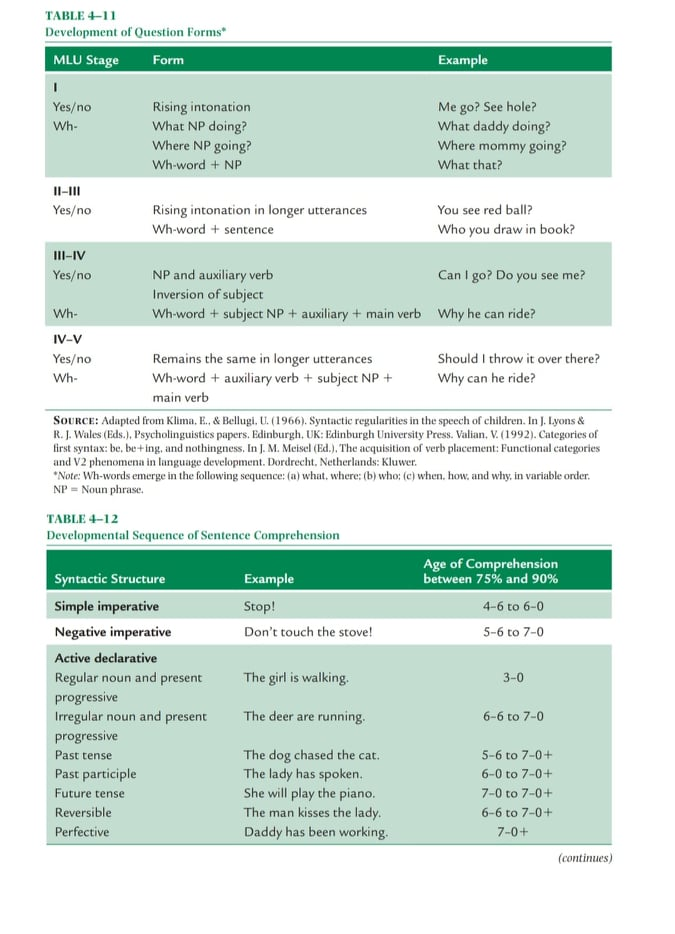 TABLE 4–11
Development of Question Forms*
MLU Stage Form Example
I
Yes/no Rising intonation Me go? See hole?
Wh- What NP doing? What daddy doing?
Where NP going? Where mommy going?
Wh-word + NP What that?
II–III
Yes/no Rising intonation in longer utterances You see red ball?
Wh-word + sentence Who you draw in book?
III–IV
Yes/no NP and auxiliary verb Can I go? Do you see me?
Inversion of subject
Wh- Wh-word + subject NP + auxiliary + main verb Why he can ride?
IV–V
Yes/no Remains the same in longer utterances Should I throw it over there?
Wh- Wh-word + auxiliary verb + subject NP + Why can he ride?
main verb
SOURCE: Adapted from Klima, E., & Bellugi, U. (1966). Syntactic regularities in the speech of children. In J. Lyons &
R. J. Wales (Eds.), Psycholinguistics papers. Edinburgh, UK: Edinburgh University Press. Valian, V. (1992). Categories of
first syntax: be, be+ing, and nothingness. In J. M. Meisel (Ed.), The acquisition of verb placement: Functional categories
and V2 phenomena in language development. Dordrecht, Netherlands: Kluwer.
*Note: Wh-words emerge in the following sequence: (a) what, where; (b) who; (c) when, how, and why, in variable order.
NP = Noun phrase.
TABLE 4–12
Developmental Sequence of Sentence Comprehension
Age of Comprehension
Syntactic Structure Example between 75% and 90%
Simple imperative Stop! 4–6 to 6–0
Negative imperative Don't touch the stove! 5–6 to 7–0
Active declarative
Regular noun and present The girl is walking. 3–0
progressive
Irregular noun and present The deer are running. 6–6 to 7–0
progressive
Past tense The dog chased the cat. 5–6 to 7–0+
Past participle The lady has spoken. 6–0 to 7–0+
Future tense She will play the piano. 7–0 to 7–0+
Reversible The man kisses the lady. 6–6 to 7–0+
Perfective Daddy has been working. 7–0+
(continues)